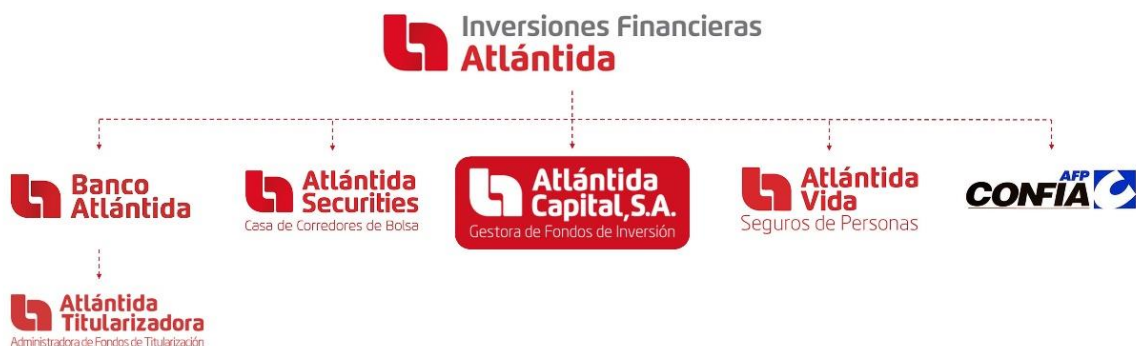 Inversiones Financieras
Atlántida
Banco
Atlántida
Atlántida
Securities
Casa de Corredores de Bolsa
Atlántida
Capital, S.A.
Gestora de Fondos de Inversión
Atlántida
Vida
Seguros de Personas
AFP
CONFÍA
Atlántida
Titularizadora
Administradora de Fondos de Titularización